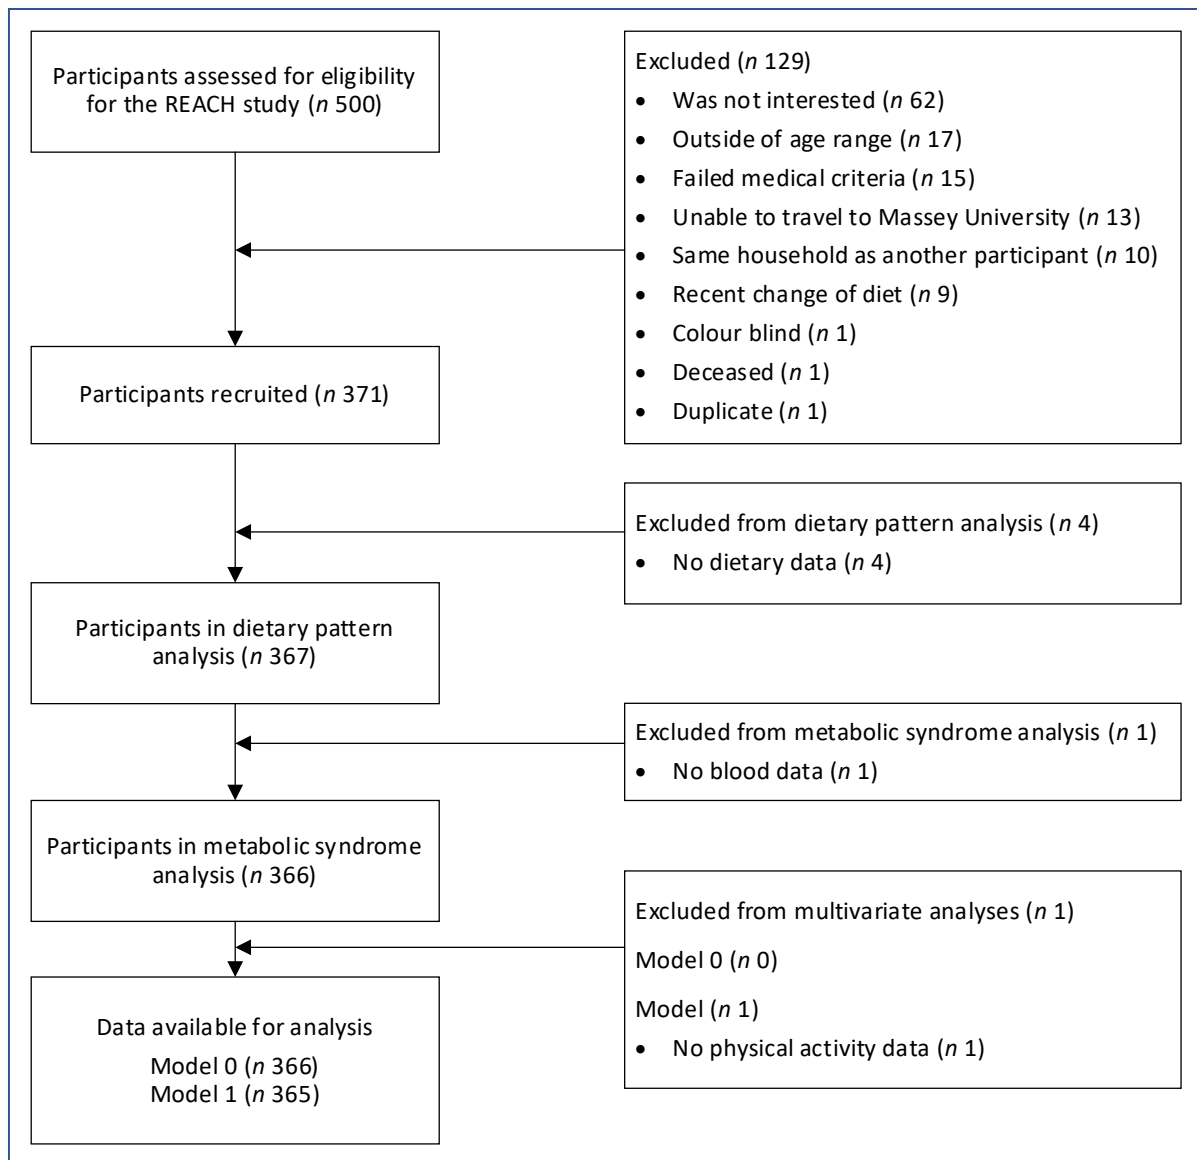 Participants assessed for eligibility
for the REACH study (n 500)
Excluded (n 129)
• Was not interested (n 62)
• Outside of age range (n 17)
• Failed medical criteria (n 15)
• Unable to travel to Massey University (n 13)
• Same household as another participant (n 10)
• Recent change of diet (n 9)
• Colour blind (n 1)
• Deceased (n 1)
• Duplicate (n 1)
Participants recruited (n 371)
Excluded from dietary pattern analysis (n 4)
• No dietary data (n 4)
Participants in dietary pattern
analysis (n 367)
Excluded from metabolic syndrome analysis (n 1)
• No blood data (n 1)
Participants in metabolic syndrome
analysis (n 366)
Excluded from multivariate analyses (n 1)
Model 0 (n 0)
Model (n 1)
• No physical activity data (n 1)
Data available for analysis
Model 0 (n 366)
Model 1 (n 365)